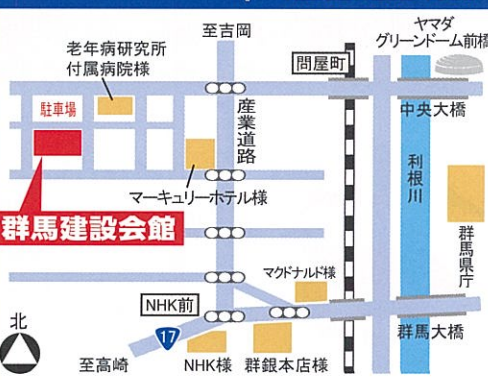 至吉岡
ヤマダ
グリーンドーム前橋
老年病研究所
付属病院様
問屋町
駐車場
産業道路
中央大橋
利根川
マーキュリーホテル様
群馬建設会館
群馬県庁
マクドナルド様
NHK前
北
17
群馬大橋
至高崎
NHK様
群銀本店様